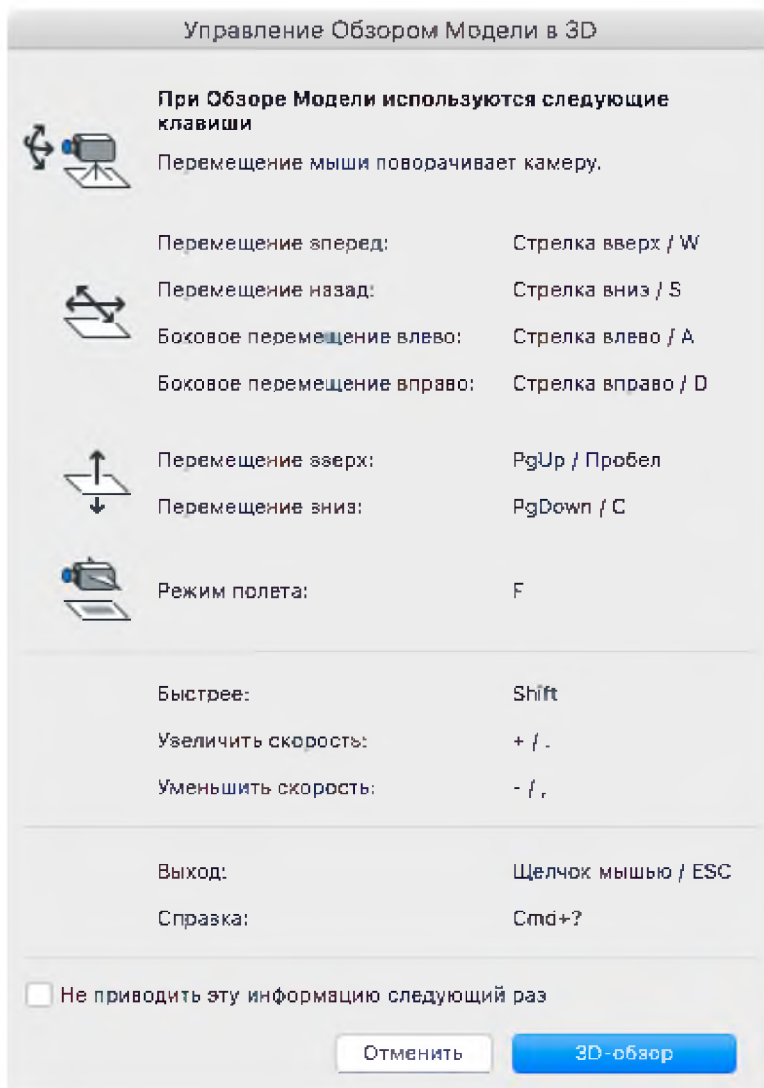 Управление Обзором Модели в 3D
При Обзоре Модели используются следующие
клавиши
Перемещение мыши поворачивает камеру.
Перемещение вперед: Стрелка вверх / W
Перемещение назад: Стрелка вниз / S
Боковое перемещение влево: Стрелка влево / A
Боковое перемещение вправо: Стрелка вправо / D
Перемещение вверх: PgUp / Пробел
Перемещение вниз: PgDown / C
Режим полета: F
Быстрее: Shift
Увеличить скорость: + / .
Уменьшить скорость: - / ,
Выход: Щелчок мышью / ESC
Справка: Cmd+?
Не приводить эту информацию следующий раз
Отменить 3D-обзор